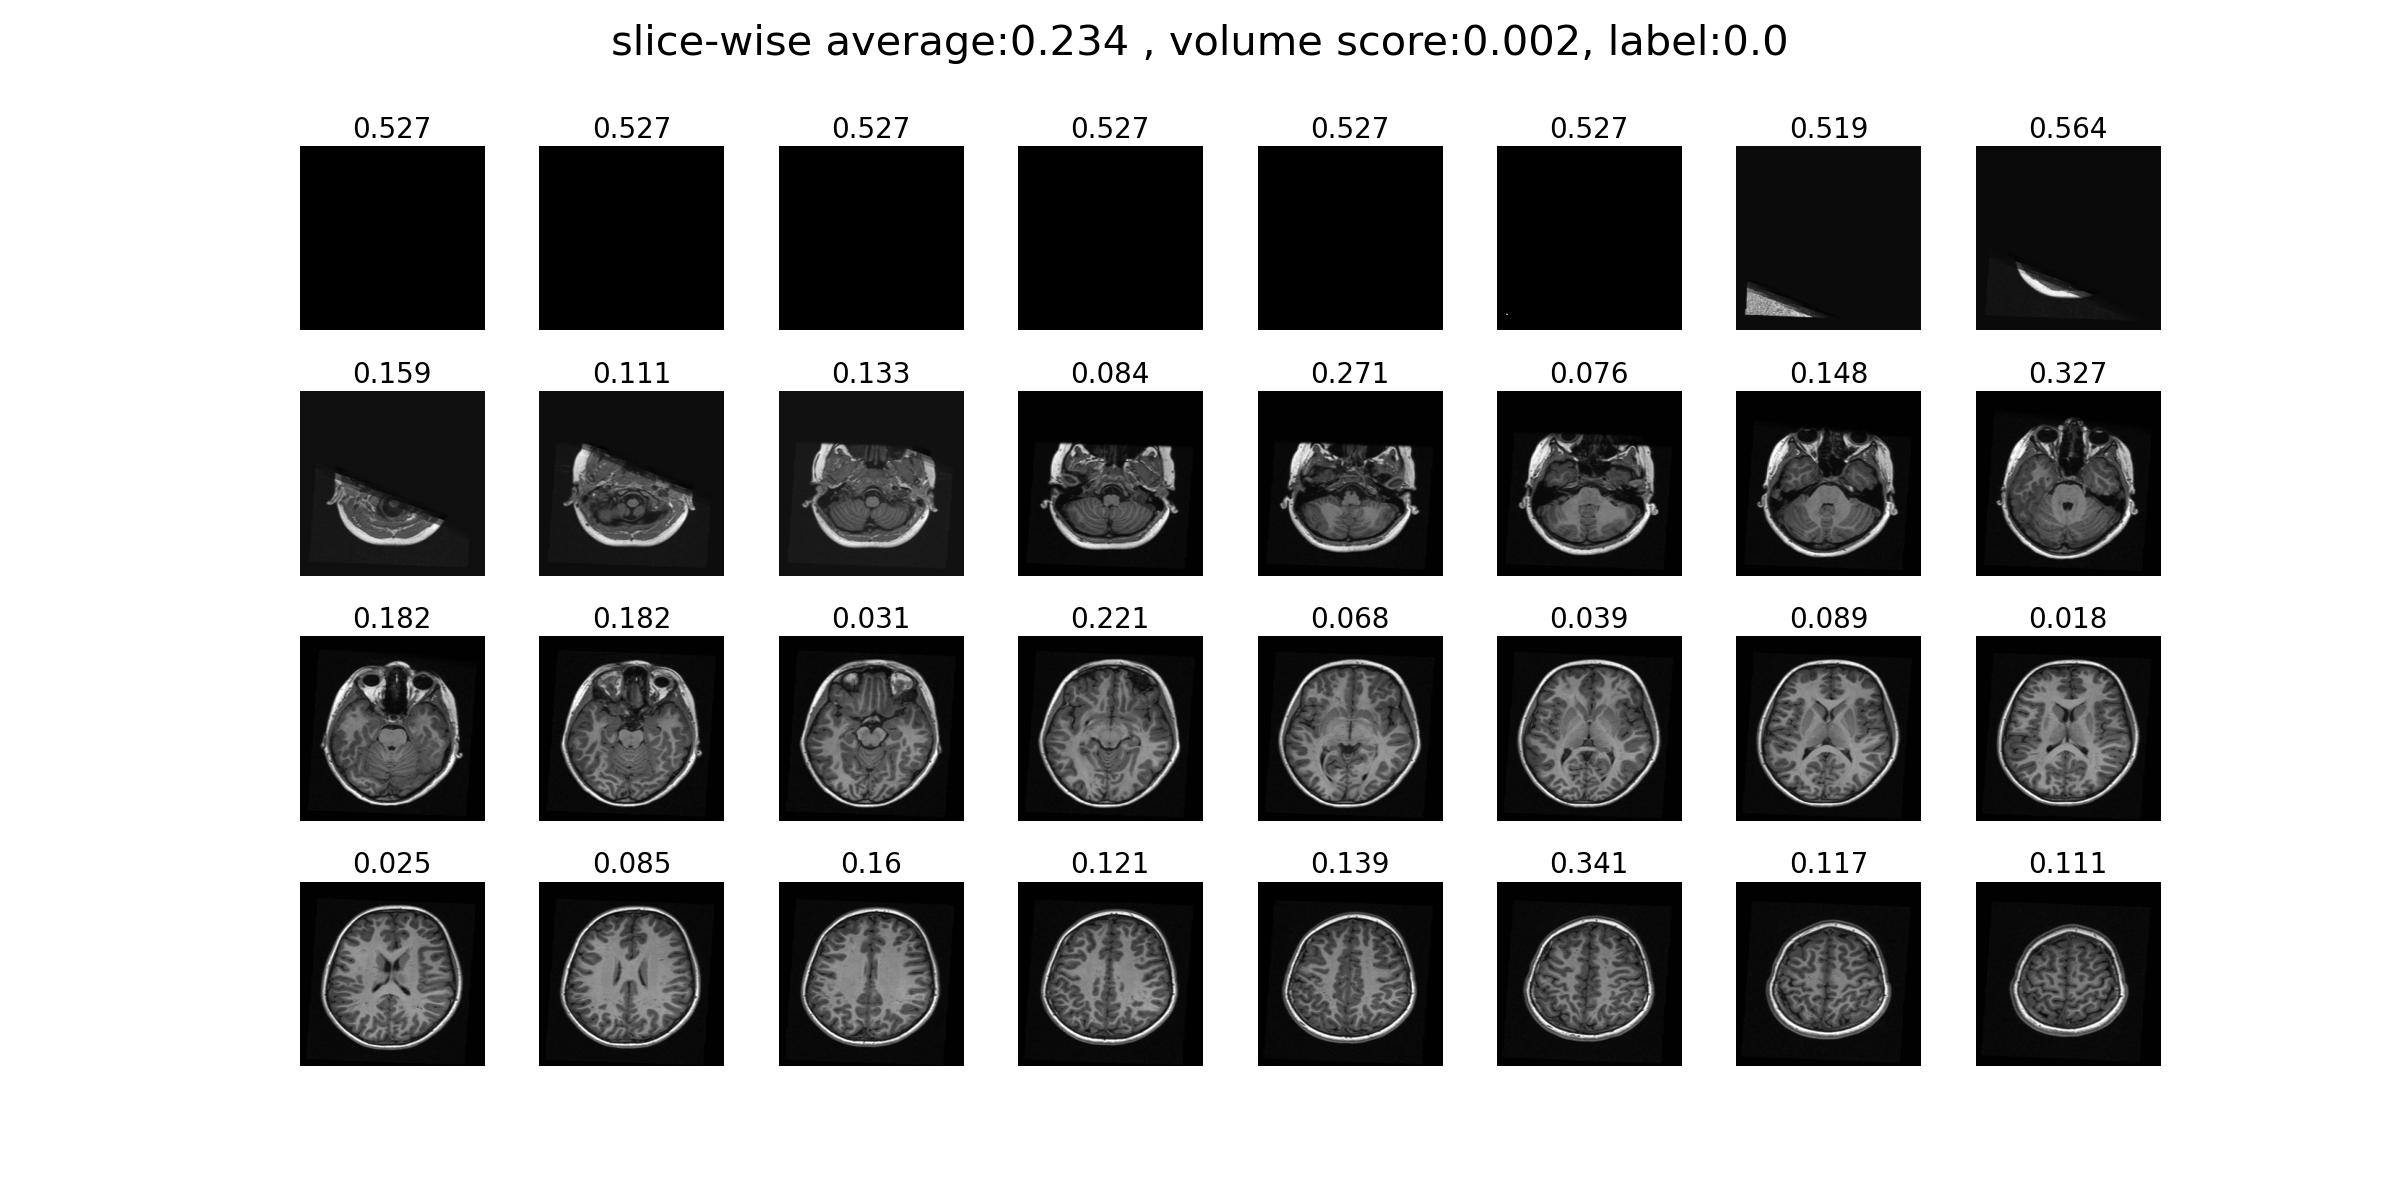 slice-wise average:0.234 , volume score:0.002, label:0.0
0.527 0.527 0.527 0.527 0.527 0.527 0.519 0.564
0.159 0.111 0.133 0.084 0.271 0.076 0.148 0.327
0.182 0.182 0.031 0.221 0.068 0.039 0.089 0.018
0.025 0.085 0.16 0.121 0.139 0.341 0.117 0.111